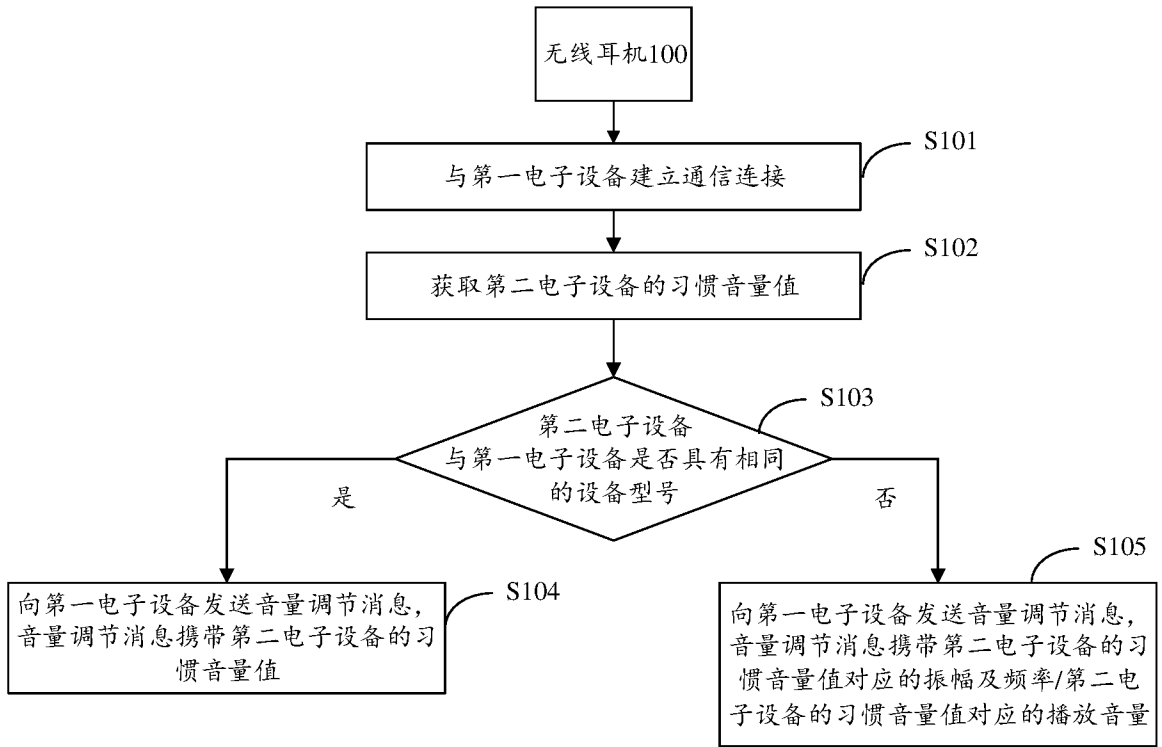 无线耳机100
S101
与第一电子设备建立通信连接
S102
获取第二电子设备的习惯音量值
S103
第二电子设备
与第一电子设备是否具有相同
的设备型号
是
否
S104
向第一电子设备发送音量调节消息，
音量调节消息携带第二电子设备的习
惯音量值
S105
向第一电子设备发送音量调节消息，
音量调节消息携带第二电子设备的习
惯音量值对应的振幅及频率/第二电
子设备的习惯音量值对应的播放音量